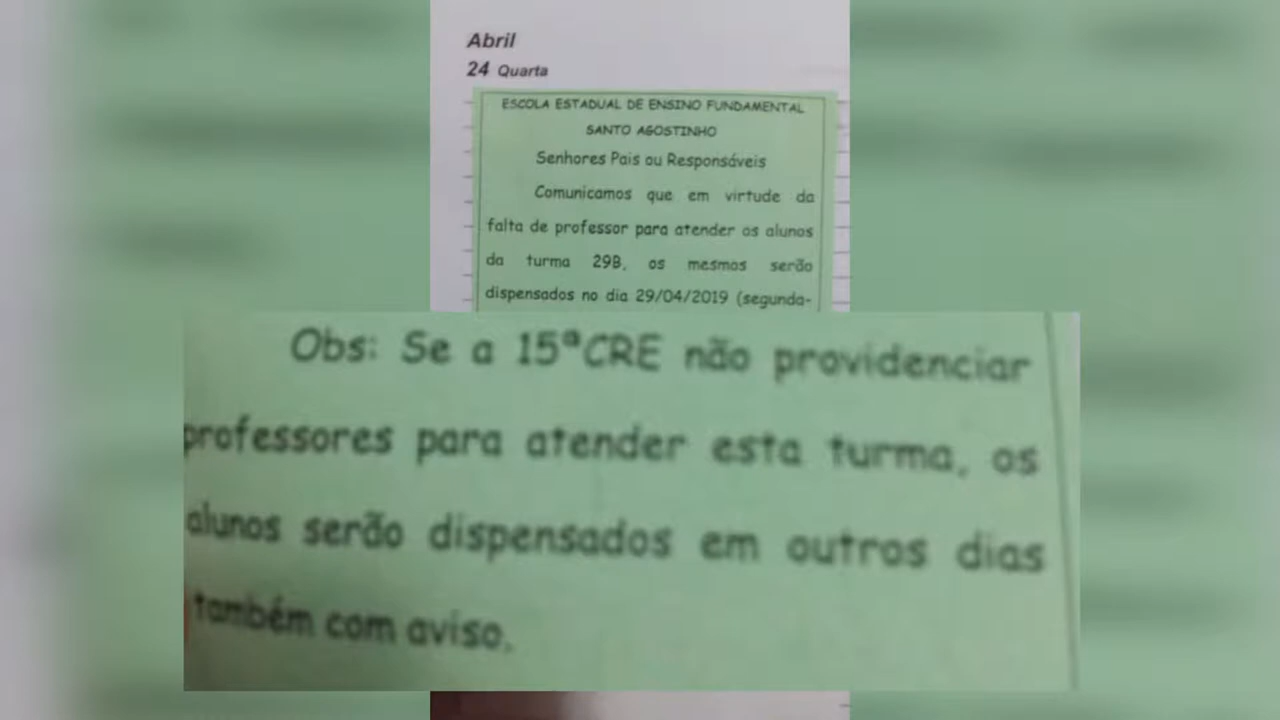 Abril
24 Quarta
ESCOLA ESTADUAL DE ENSINO FUNDAMENTAL
SANTO AGOSTINHO
Senhores Pais ou Responsáveis
Comunicamos que em virtude da
falta de professor para atender os alunos
da turma 29B, os mesmos serão
dispensados no dia 29/04/2019 (segunda-
Obs: Se a 15ªCRE não providenciar
professores para atender esta turma, os
alunos serão dispensados em outros dias
também com aviso.